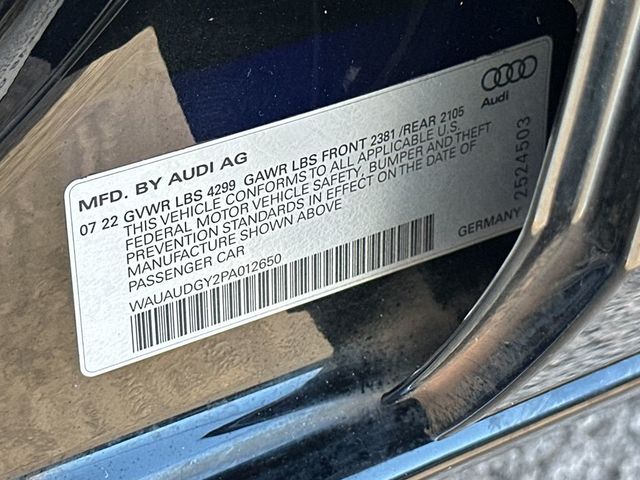 Audi
MFD. BY AUDI AG
07 22 GVWR LBS 4299 GAWR LBS FRONT 2381 /REAR 2105
THIS VEHICLE CONFORMS TO ALL APPLICABLE U.S.
FEDERAL MOTOR VEHICLE SAFETY, BUMPER AND THEFT
PREVENTION STANDARDS IN EFFECT ON THE DATE OF
MANUFACTURE SHOWN ABOVE
PASSENGER CAR
WAUAUDGY2PA012650
GERMANY
2524503